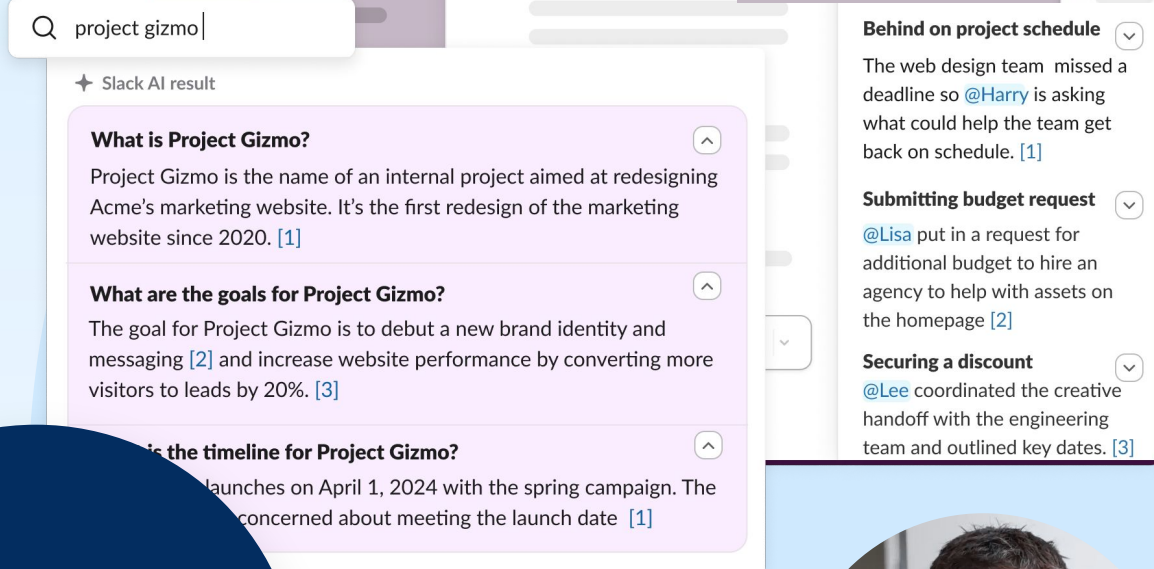 project gizmo
Slack AI result
What is Project Gizmo?
Project Gizmo is the name of an internal project aimed at redesigning
Acme’s marketing website. It’s the first redesign of the marketing
website since 2020. [1]
What are the goals for Project Gizmo?
The goal for Project Gizmo is to debut a new brand identity and
messaging [2] and increase website performance by converting more
visitors to leads by 20%. [3]
is the timeline for Project Gizmo?
launches on April 1, 2024 with the spring campaign. The
concerned about meeting the launch date [1]
Behind on project schedule
The web design team missed a
deadline so @Harry is asking
what could help the team get
back on schedule. [1]
Submitting budget request
@Lisa put in a request for
additional budget to hire an
agency to help with assets on
the homepage [2]
Securing a discount
@Lee coordinated the creative
handoff with the engineering
team and outlined key dates. [3]